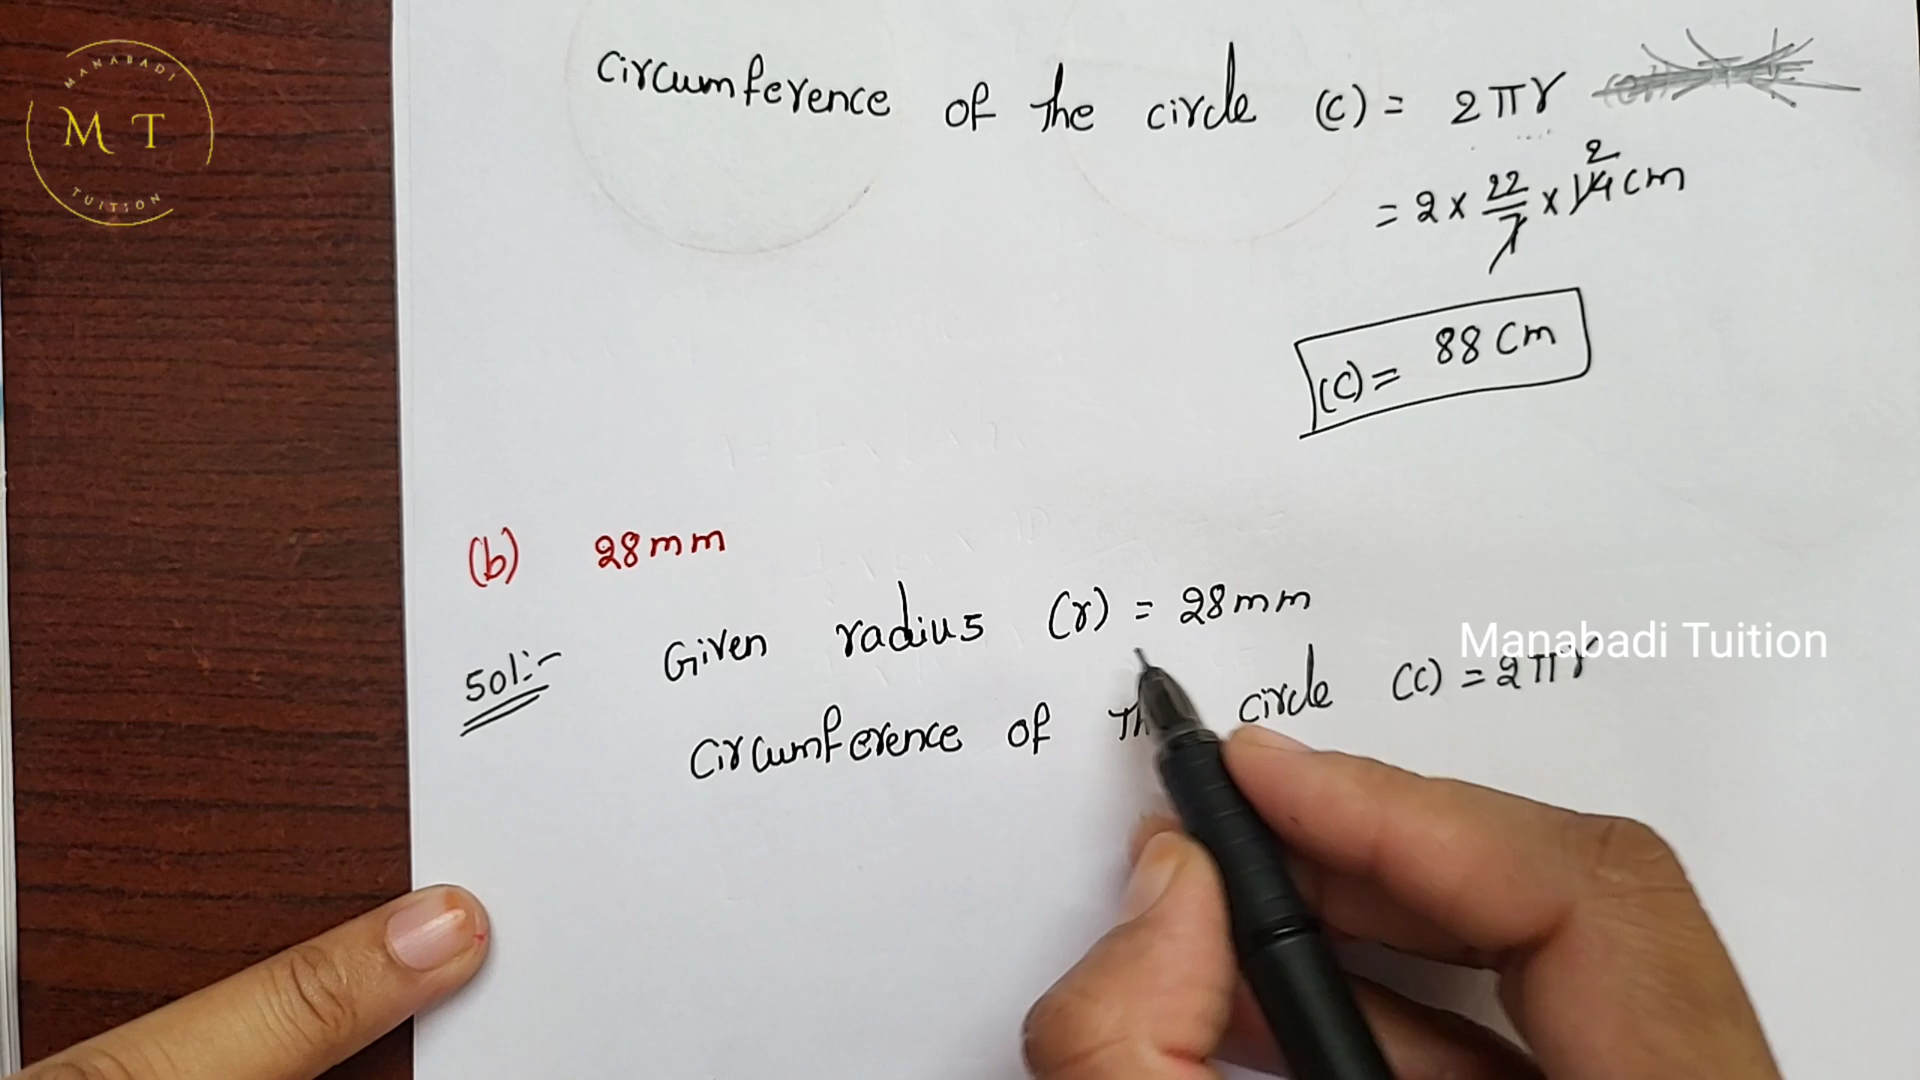 MANABADI
M T
TUITION
circumference of the circle (C) = 2πr
= 2 × 22/7 × 14 cm
2
(C) = 88 cm
(b) 28mm
Sol:- Given radius (r) = 28mm
Manabadi Tuition
circumference of circle (C) = 2πr